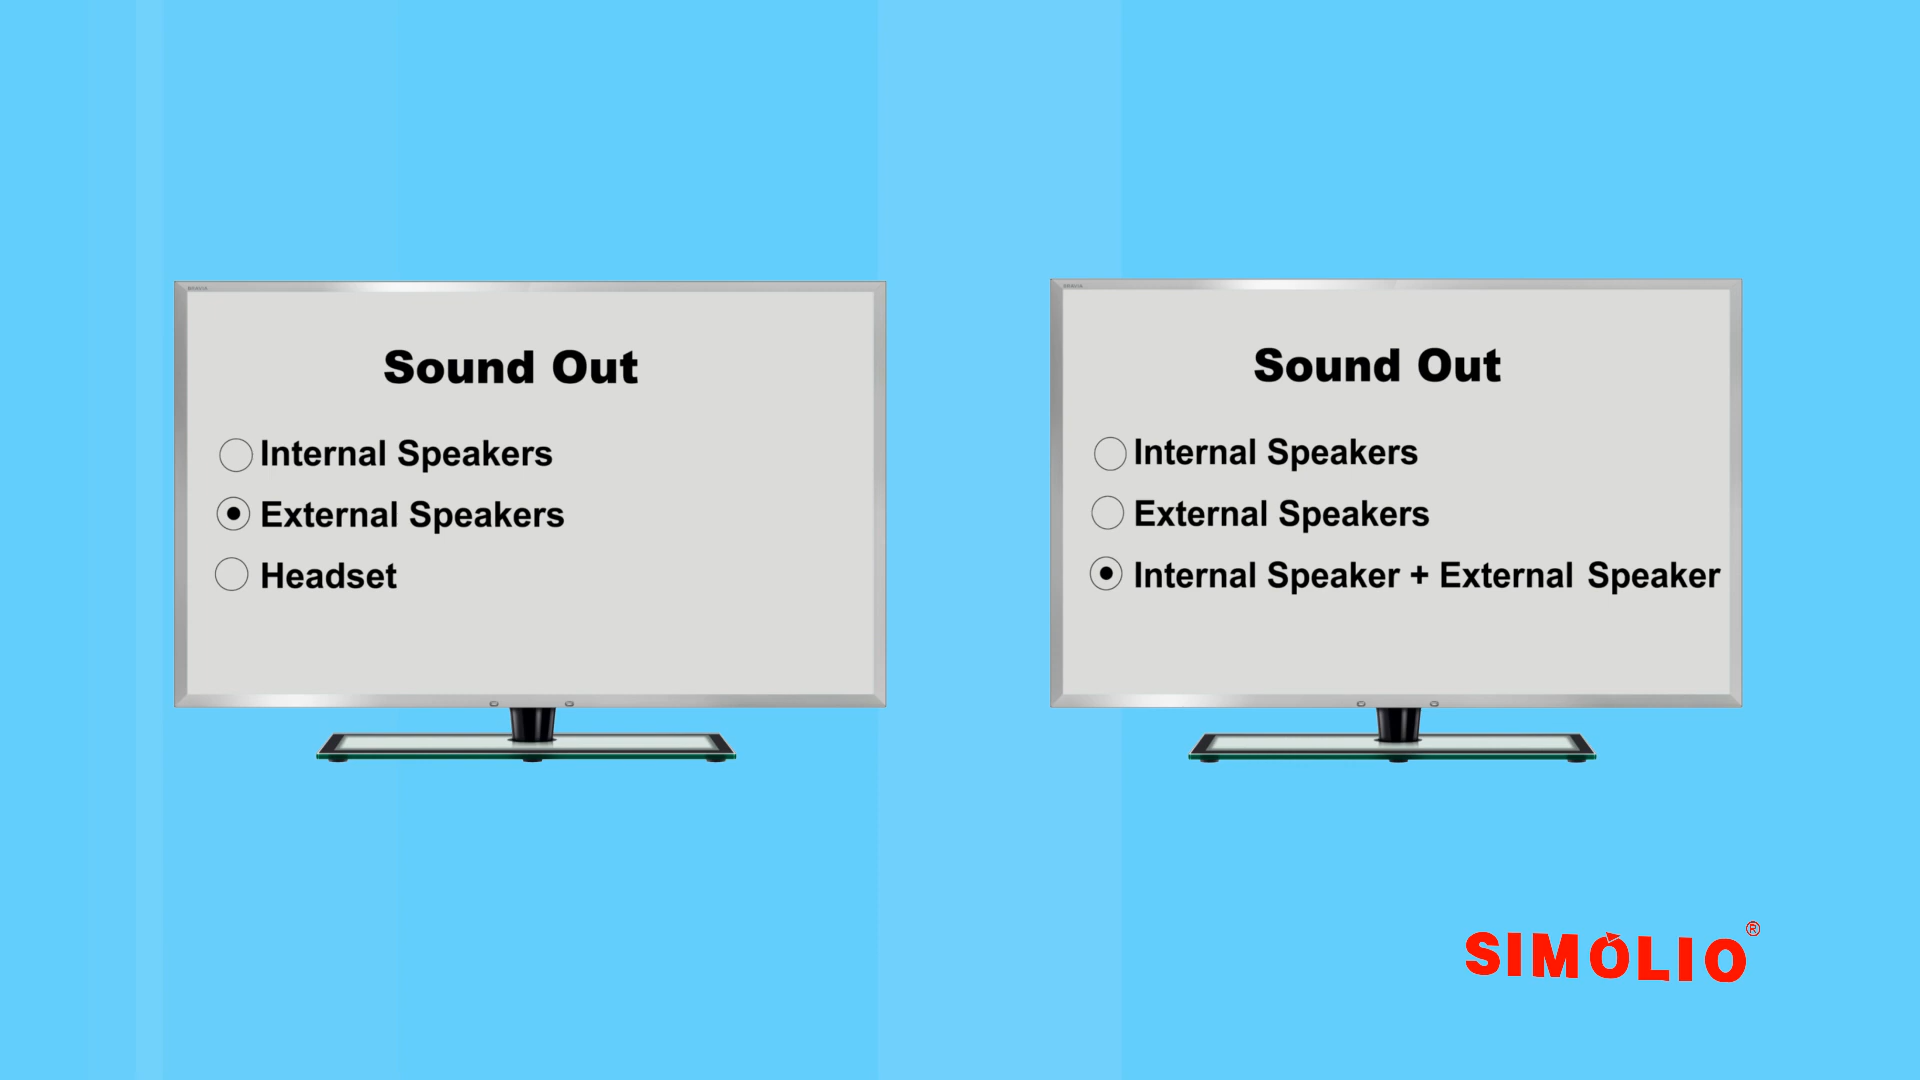 Sound Out
Internal Speakers
External Speakers
Headset
Sound Out
Internal Speakers
External Speakers
Internal Speaker + External Speaker
SIMOLIO®